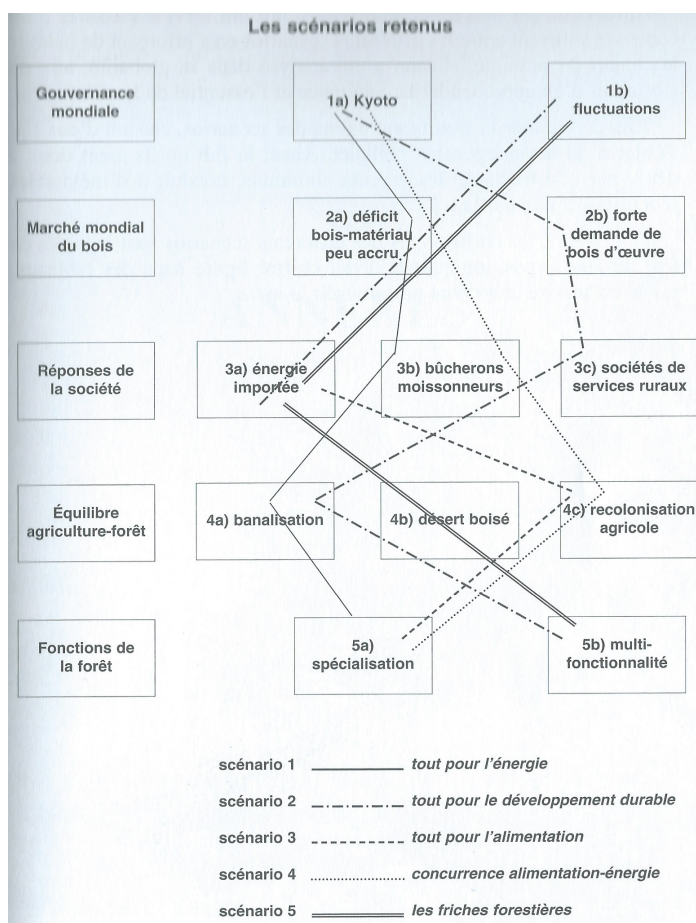 Les scénarios retenus
Gouvernance
mondiale
1a) Kyoto
1b)
fluctuations
Marché mondial
du bois
2a) déficit
bois-matériau
peu accru
2b) forte
demande de
bois d'œuvre
Réponses de
la société
3a) énergie
importée
3b) bûcherons
moissonneurs
3c) sociétés de
services ruraux
Équilibre
agriculture-forêt
4a) banalisation
4b) désert boisé
4c) recolonisation
agricole
Fonctions de
la forêt
5a)
spécialisation
5b) multi-
fonctionnalité
scénario 1 tout pour l'énergie
scénario 2 tout pour le développement durable
scénario 3 tout pour l'alimentation
scénario 4 concurrence alimentation-énergie
scénario 5 les friches forestières